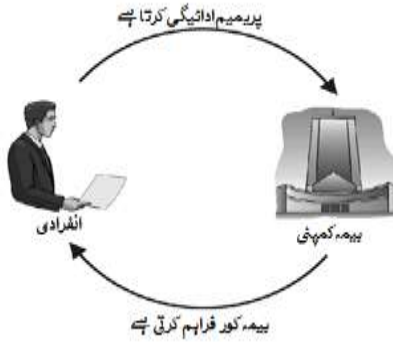 پریمیم ادائیگی کرتا ہے
انفرادی
بیمہ کمپنی
بیمہ کور فراہم کرتی ہے